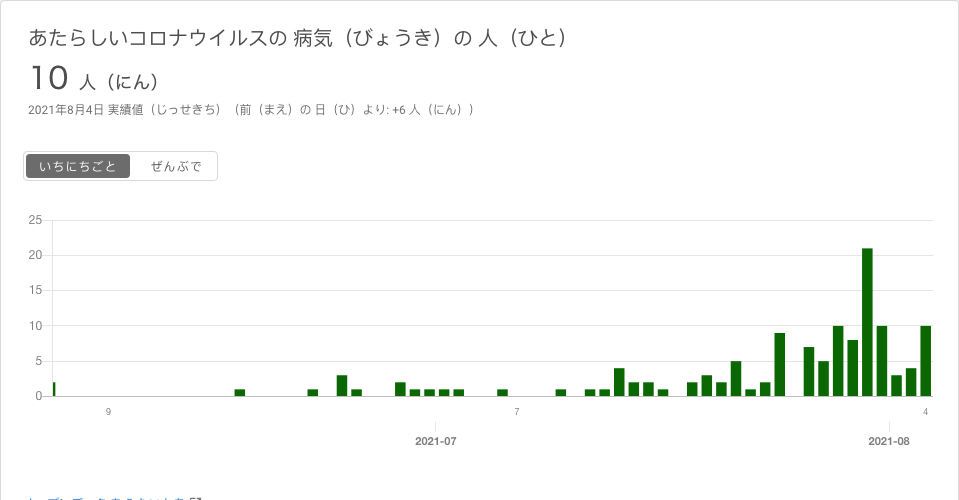 あたらしいコロナウイルスの 病気（びょうき）の 人（ひと）
10 人（にん）
2021年8月4日 実績値（じっせきち）（前（まえ）の 日（ひ）より: +6 人（にん））
いちにちごと ぜんぶで
25
20
15
10
5
0
9 7 4
2021-07 2021-08